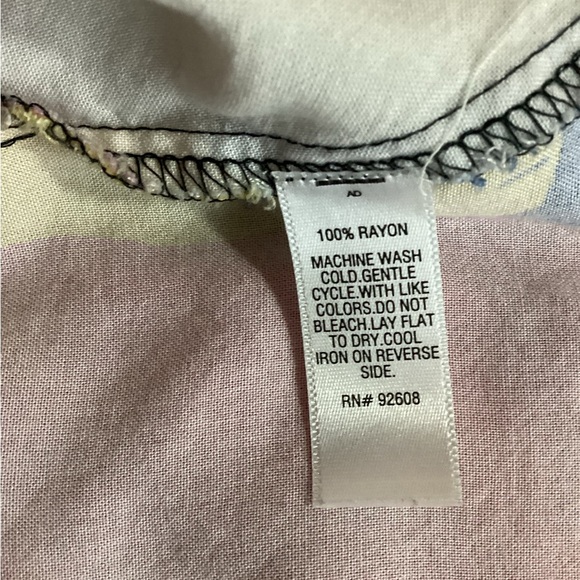 AD
100% RAYON
MACHINE WASH
COLD.GENTLE
CYCLE.WITH LIKE
COLORS.DO NOT
BLEACH.LAY FLAT
TO DRY.COOL
IRON ON REVERSE
SIDE.
RN# 92608